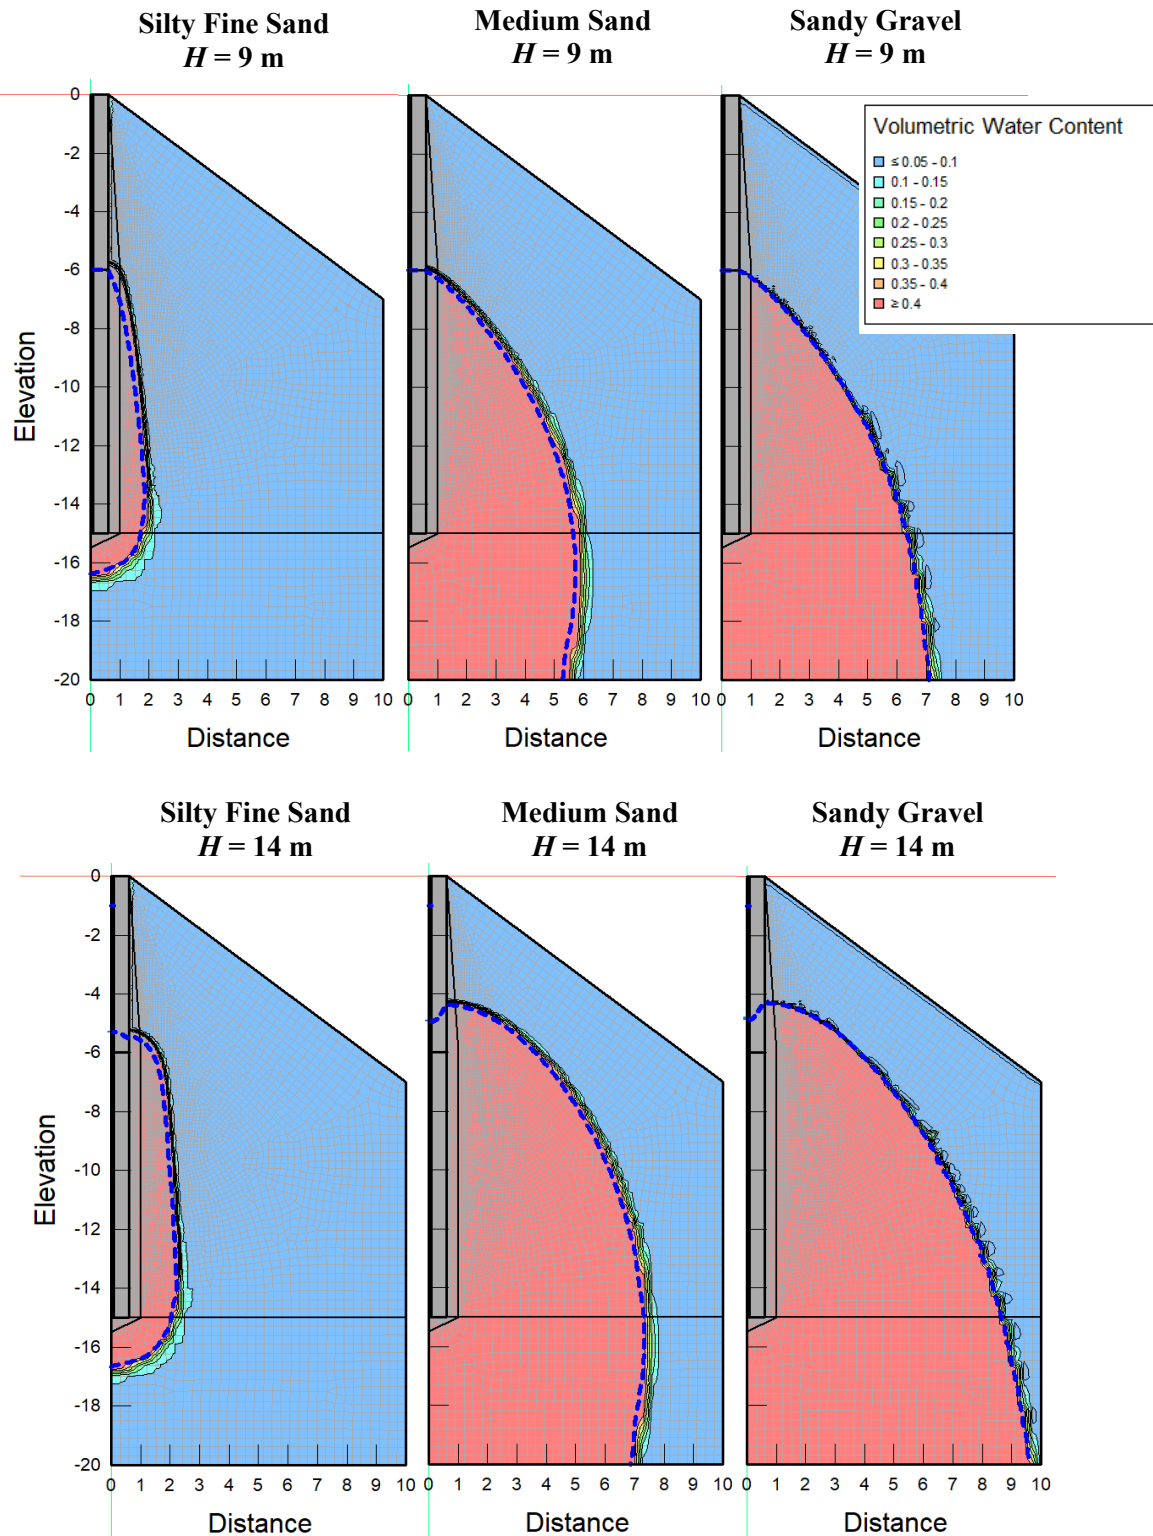 Silty Fine Sand
H = 9 m
Medium Sand
H = 9 m
Sandy Gravel
H = 9 m
Volumetric Water Content
≤ 0.05 - 0.1
0.1 - 0.15
0.15 - 0.2
0.2 - 0.25
0.25 - 0.3
0.3 - 0.35
0.35 - 0.4
≥ 0.4
Elevation
0
-2
-4
-6
-8
-10
-12
-14
-16
-18
-20
0 1 2 3 4 5 6 7 8 9 10
0 1 2 3 4 5 6 7 8 9 10
0 1 2 3 4 5 6 7 8 9 10
Distance
Distance
Distance
Silty Fine Sand
H = 14 m
Medium Sand
H = 14 m
Sandy Gravel
H = 14 m
Elevation
0
-2
-4
-6
-8
-10
-12
-14
-16
-18
-20
0 1 2 3 4 5 6 7 8 9 10
0 1 2 3 4 5 6 7 8 9 10
0 1 2 3 4 5 6 7 8 9 10
Distance
Distance
Distance